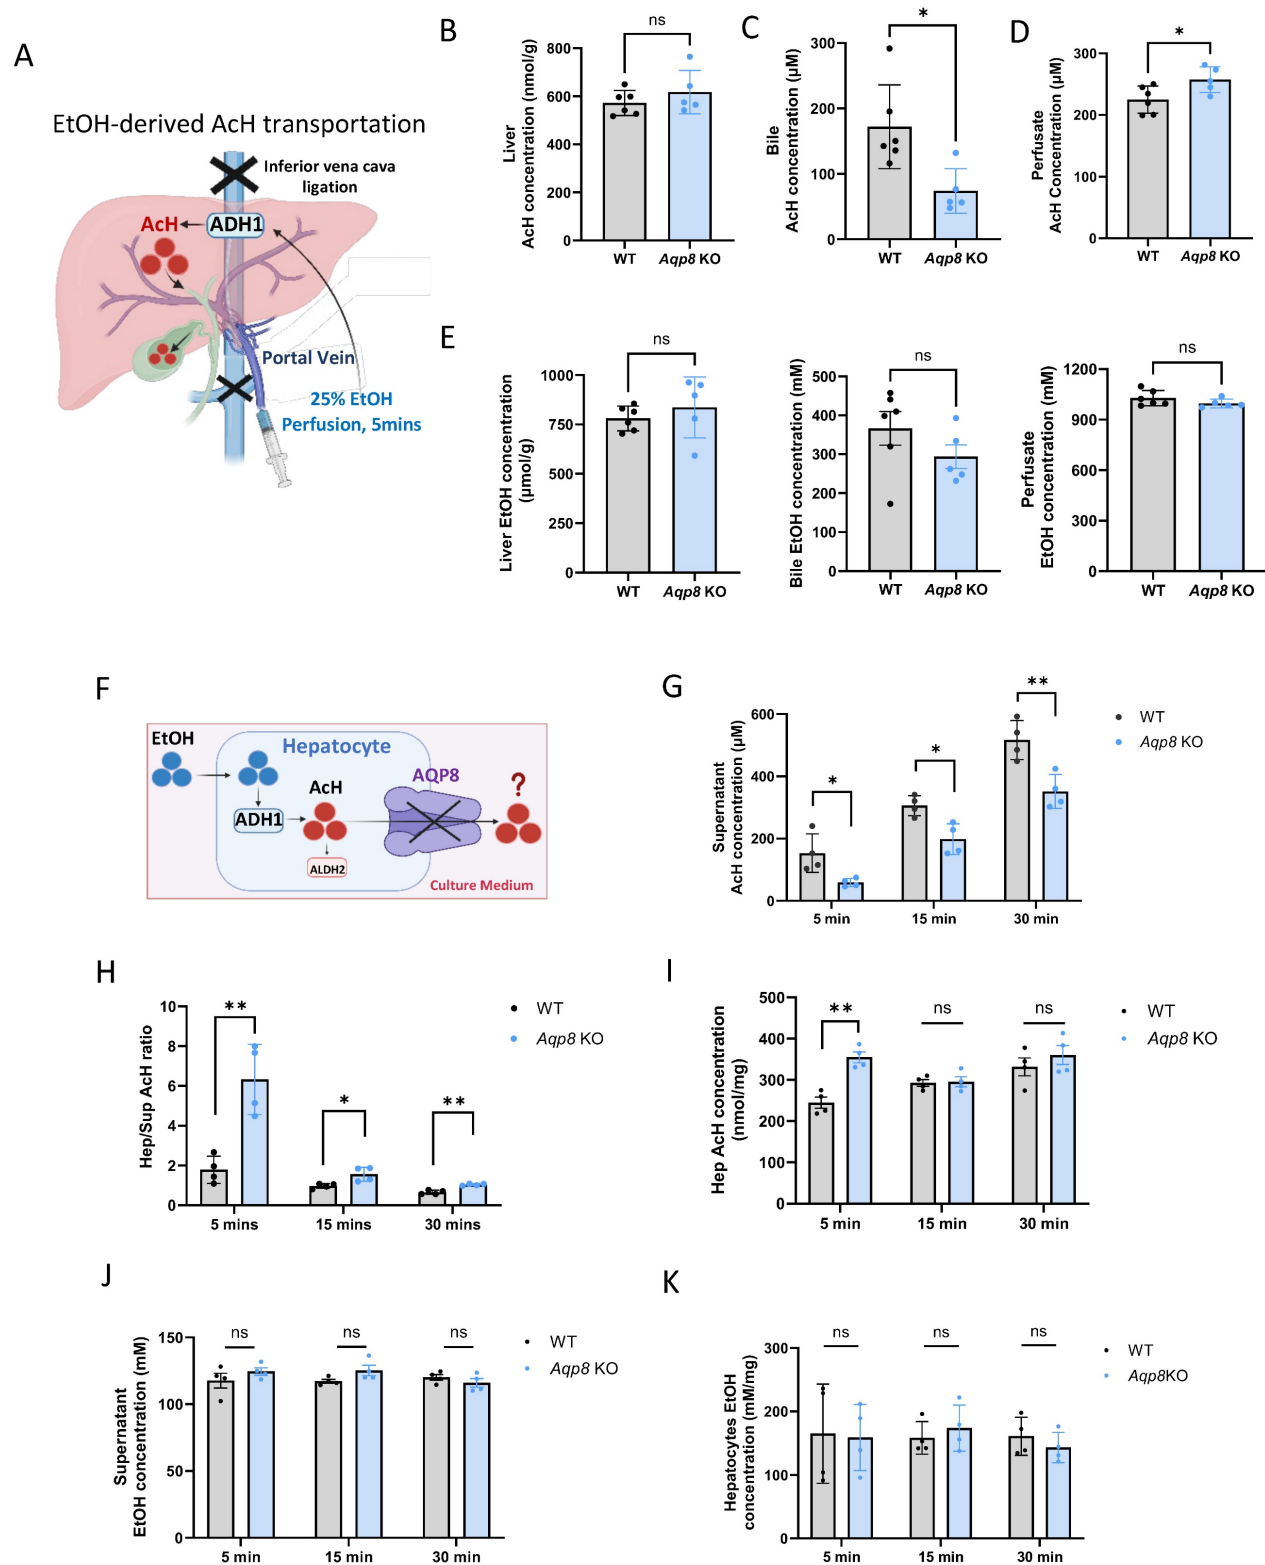 A
EtOH-derived AcH transportation
Inferior vena cava
ligation
AcH
ADH1
Portal Vein
25% EtOH
Perfusion, 5mins
B
ns
Liver
AcH concentration (nmol/g)
800
600
400
200
0
WT
Aqp8 KO
C
*
Bile
AcH concentration (µM)
300
200
100
0
WT
Aqp8 KO
D
*
Perfusate
AcH Concentration (µM)
300
200
100
0
WT
Aqp8 KO
E
ns
Liver EtOH concentration
(µmol/g)
1000
750
500
250
0
WT
Aqp8 KO
ns
Bile EtOH concentration (mM)
500
400
300
200
100
0
WT
Aqp8 KO
ns
Perfusate
EtOH concentration (mM)
1200
900
600
300
0
WT
Aqp8 KO
F
EtOH
Hepatocyte
AQP8
AcH
?
ADH1
ALDH2
Culture Medium
G
Supernatant
AcH concentration (µM)
600
400
200
0
*
*
**
5 min
15 min
30 min
WT
Aqp8 KO
H
Hep/Sup AcH ratio
10
8
6
4
2
0
**
*
**
5 mins
15 mins
30 mins
WT
Aqp8 KO
I
Hep AcH concentration
(nmol/mg)
500
400
300
200
100
0
**
ns
ns
5 min
15 min
30 min
WT
Aqp8 KO
J
Supernatant
EtOH concentration (mM)
150
100
50
0
ns
ns
ns
5 min
15 min
30 min
WT
Aqp8 KO
K
Hepatocytes EtOH
concentration (mM/mg)
300
200
100
0
ns
ns
ns
5 min
15 min
30 min
WT
Aqp8KO